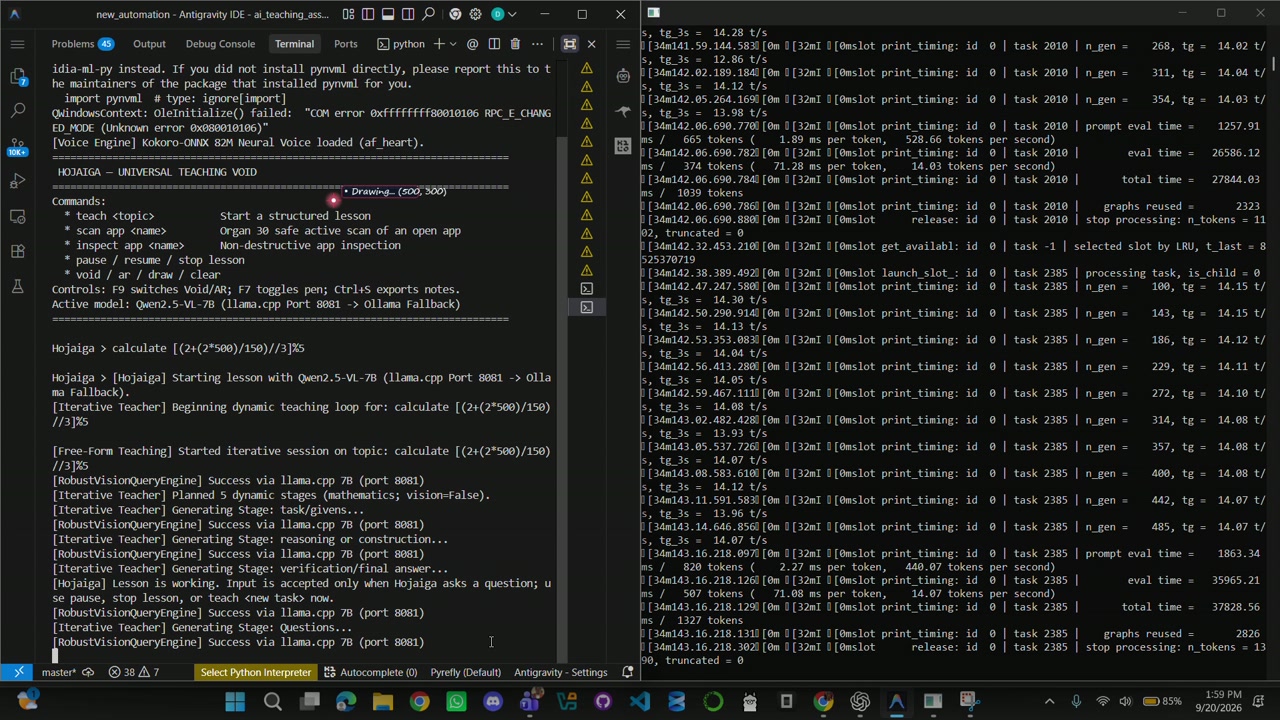 new_automation - Antigravity IDE - ai_teaching_ass...
Problems 45 Output Debug Console Terminal Ports python
idia-ml-py instead. If you did not install pynvml directly, please report this to t
he maintainers of the package that installed pynvml for you.
import pynvml # type: ignore[import]
QWindowsContext: OleInitialize() failed: "COM error 0xffffffff80010106 RPC_E_CHANG
ED_MODE (Unknown error 0x080010106)"
[Voice Engine] Kokoro-ONNX 82M Neural Voice loaded (af_heart).
================================================================================
HOJAIGA — UNIVERSAL TEACHING VOID
================================================================================
• Drawing... (500, 300)
Commands:
* teach <topic> Start a structured lesson
* scan app <name> Organ 30 safe active scan of an open app
* inspect app <name> Non-destructive app inspection
* pause / resume / stop lesson
* void / ar / draw / clear
Controls: F9 switches Void/AR; F7 toggles pen; Ctrl+S exports notes.
Active model: Qwen2.5-VL-7B (llama.cpp Port 8081 -> Ollama Fallback)
================================================================================
Hojaiga > calculate [(2+(2*500)/150)//3]%5
Hojaiga > [Hojaiga] Starting lesson with Qwen2.5-VL-7B (llama.cpp Port 8081 -> Olla
ma Fallback).
[Iterative Teacher] Beginning dynamic teaching loop for: calculate [(2+(2*500)/150)
//3]%5
[Free-Form Teaching] Started iterative session on topic: calculate [(2+(2*500)/150)
//3]%5
[RobustVisionQueryEngine] Success via llama.cpp 7B (port 8081)
[Iterative Teacher] Planned 5 dynamic stages (mathematics; vision=False).
[Iterative Teacher] Generating Stage: task/givens...
[RobustVisionQueryEngine] Success via llama.cpp 7B (port 8081)
[Iterative Teacher] Generating Stage: reasoning or construction...
[RobustVisionQueryEngine] Success via llama.cpp 7B (port 8081)
[Iterative Teacher] Generating Stage: verification/final answer...
[Hojaiga] Lesson is working. Input is accepted only when Hojaiga asks a question; u
se pause, stop lesson, or teach <new task> now.
[RobustVisionQueryEngine] Success via llama.cpp 7B (port 8081)
[Iterative Teacher] Generating Stage: Questions...
[RobustVisionQueryEngine] Success via llama.cpp 7B (port 8081)
7
10K+
master* 38 7 Select Python Interpreter Autocomplete (0) Pyrefly (Default) Antigravity - Settings
s, tg_3s = 14.28 t/s
[34m141.59.144.583[0m [32mI [0mslot print_timing: id 0 | task 2010 | n_gen = 268, tg = 14.02 t/
s, tg_3s = 12.86 t/s
[34m142.02.189.184[0m [32mI [0mslot print_timing: id 0 | task 2010 | n_gen = 311, tg = 14.04 t/
s, tg_3s = 14.12 t/s
[34m142.05.264.169[0m [32mI [0mslot print_timing: id 0 | task 2010 | n_gen = 354, tg = 14.03 t/
s, tg_3s = 13.98 t/s
[34m142.06.690.770[0m [32mI [0mslot print_timing: id 0 | task 2010 | prompt eval time = 1257.91
ms / 665 tokens ( 1.89 ms per token, 528.66 tokens per second)
[34m142.06.690.782[0m [32mI [0mslot print_timing: id 0 | task 2010 | eval time = 26586.12
ms / 374 tokens ( 71.28 ms per token, 14.03 tokens per second)
[34m142.06.690.783[0m [32mI [0mslot print_timing: id 0 | task 2010 | total time = 27844.03
ms / 1039 tokens
[34m142.06.690.786[0m [32mI [0mslot print_timing: id 0 | task 2010 | graphs reused = 2323
[34m142.06.690.880[0m [32mI [0mslot release: id 0 | task 2010 | stop processing: n_tokens = 11
02, truncated = 0
[34m142.32.453.210[0m [32mI [0mslot get_availabl: id 0 | task -1 | selected slot by LRU, t_last = 8
525370719
[34m142.38.389.492[0m [32mI [0mslot launch_slot_: id 0 | task 2385 | processing task, is_child = 0
[34m142.47.247.580[0m [32mI [0mslot print_timing: id 0 | task 2385 | n_gen = 100, tg = 14.15 t/
s, tg_3s = 14.30 t/s
[34m142.50.290.914[0m [32mI [0mslot print_timing: id 0 | task 2385 | n_gen = 143, tg = 14.15 t/
s, tg_3s = 14.13 t/s
[34m142.53.353.083[0m [32mI [0mslot print_timing: id 0 | task 2385 | n_gen = 186, tg = 14.12 t/
s, tg_3s = 14.04 t/s
[34m142.56.413.280[0m [32mI [0mslot print_timing: id 0 | task 2385 | n_gen = 229, tg = 14.11 t/
s, tg_3s = 14.05 t/s
[34m142.59.467.111[0m [32mI [0mslot print_timing: id 0 | task 2385 | n_gen = 272, tg = 14.10 t/
s, tg_3s = 14.08 t/s
[34m143.02.482.428[0m [32mI [0mslot print_timing: id 0 | task 2385 | n_gen = 314, tg = 14.08 t/
s, tg_3s = 13.93 t/s
[34m143.05.537.726[0m [32mI [0mslot print_timing: id 0 | task 2385 | n_gen = 357, tg = 14.08 t/
s, tg_3s = 14.07 t/s
[34m143.08.583.610[0m [32mI [0mslot print_timing: id 0 | task 2385 | n_gen = 400, tg = 14.08 t/
s, tg_3s = 14.12 t/s
[34m143.11.591.583[0m [32mI [0mslot print_timing: id 0 | task 2385 | n_gen = 442, tg = 14.07 t/
s, tg_3s = 13.96 t/s
[34m143.14.646.856[0m [32mI [0mslot print_timing: id 0 | task 2385 | n_gen = 485, tg = 14.07 t/
s, tg_3s = 14.07 t/s
[34m143.16.218.097[0m [32mI [0mslot print_timing: id 0 | task 2385 | prompt eval time = 1863.34
ms / 820 tokens ( 2.27 ms per token, 440.07 tokens per second)
[34m143.16.218.126[0m [32mI [0mslot print_timing: id 0 | task 2385 | eval time = 35965.21
ms / 507 tokens ( 71.08 ms per token, 14.07 tokens per second)
[34m143.16.218.129[0m [32mI [0mslot print_timing: id 0 | task 2385 | total time = 37828.56
ms / 1327 tokens
[34m143.16.218.131[0m [32mI [0mslot print_timing: id 0 | task 2385 | graphs reused = 2826
[34m143.16.218.302[0m [32mI [0mslot release: id 0 | task 2385 | stop processing: n_tokens = 13
90, truncated = 0
85%
1:59 PM
9/20/2026